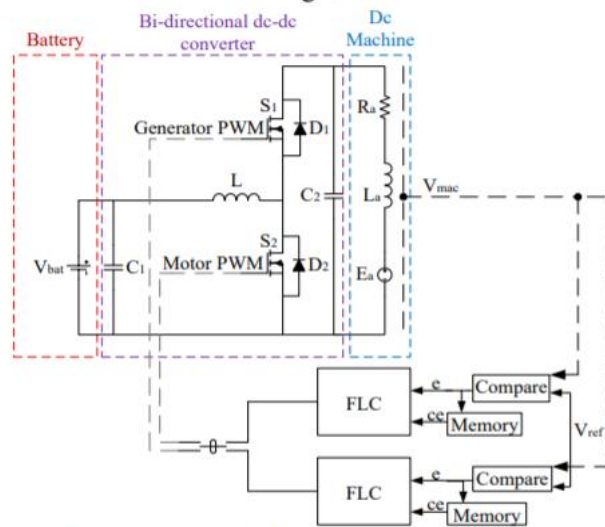 Battery
Bi-directional dc-dc
converter
Dc
Machine
S1
Generator PWM
D1
Ra
L
C2
La
Vmac
S2
Vbat
C1
Motor PWM
D2
Ea
FLC
e
Compare
ce
Memory
Vref
FLC
e
Compare
ce
Memory